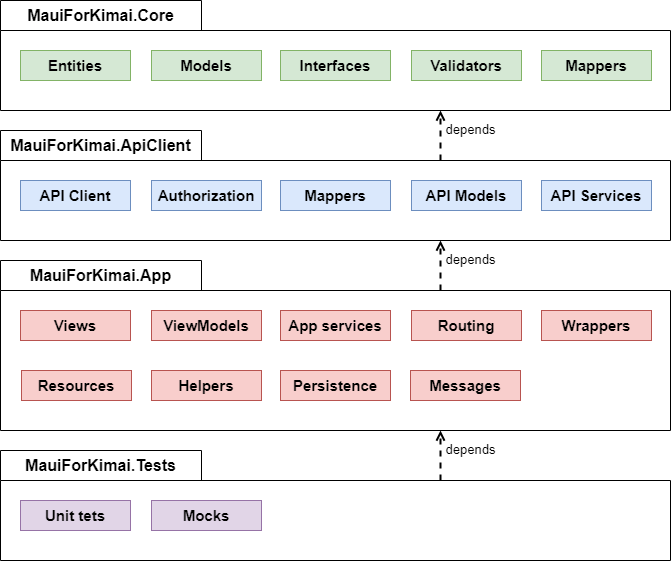 MauiForKimai.Core
Entities
Models
Interfaces
Validators
Mappers
depends
MauiForKimai.ApiClient
API Client
Authorization
Mappers
API Models
API Services
depends
MauiForKimai.App
Views
ViewModels
App services
Routing
Wrappers
Resources
Helpers
Persistence
Messages
depends
MauiForKimai.Tests
Unit tets
Mocks